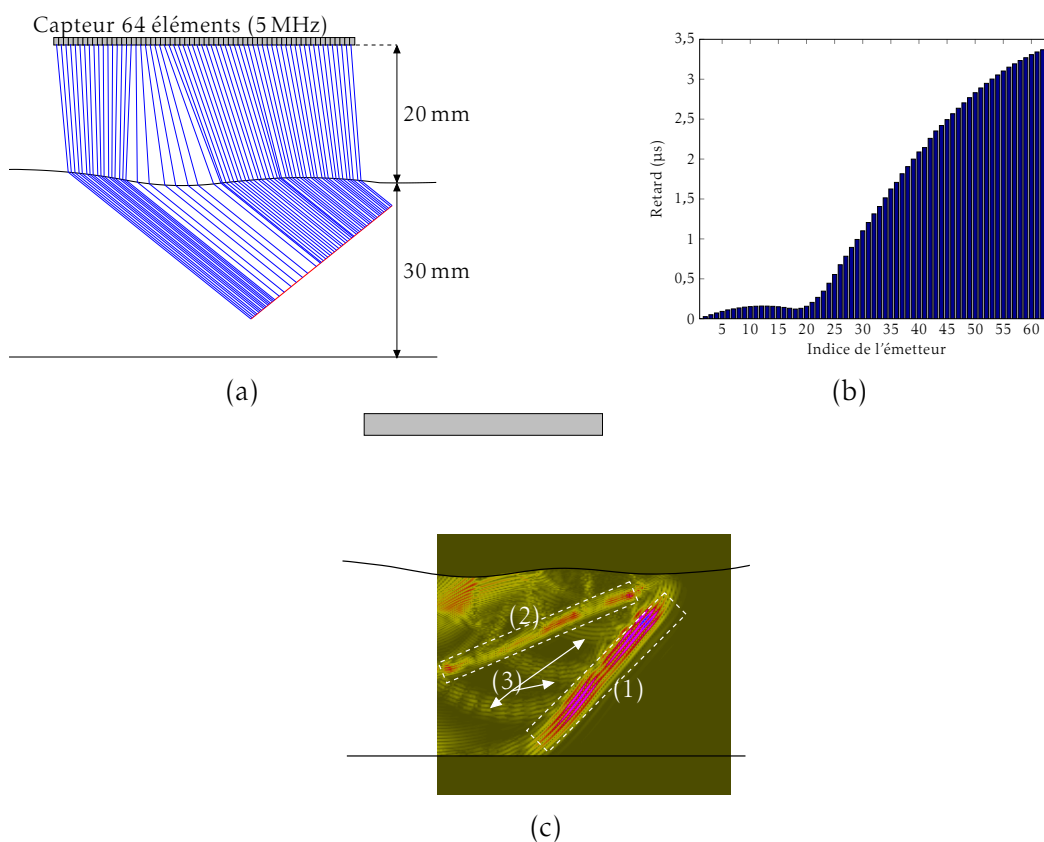 Capteur 64 éléments (5 MHz)
20 mm
30 mm
(a)
3,5
3
2,5
2
1,5
1
0,5
0
Retard (µs)
5 10 15 20 25 30 35 40 45 50 55 60
Indice de l'émetteur
(b)
(2)
(3)
(1)
(c)